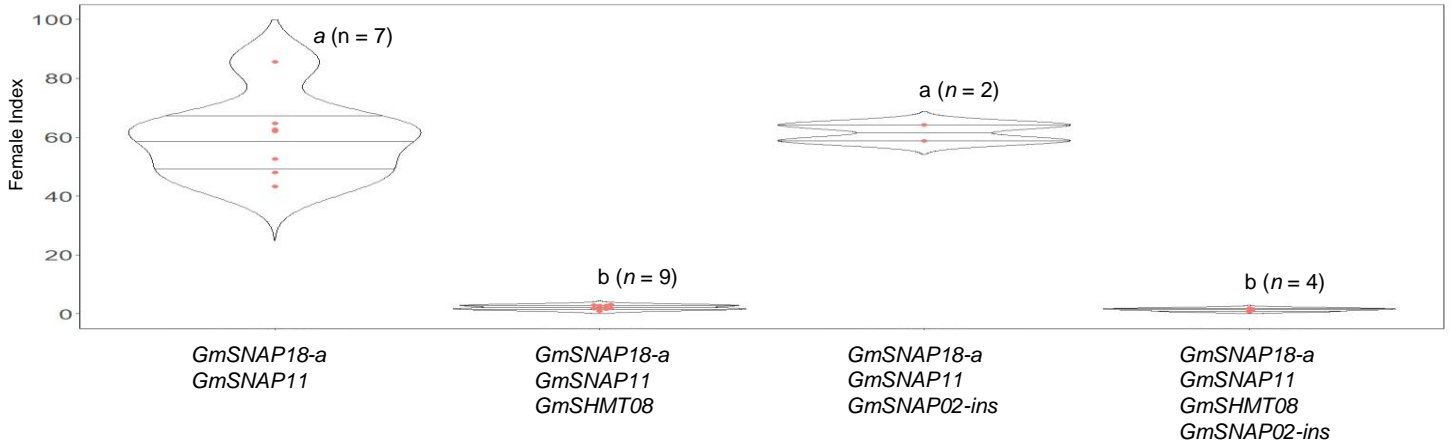 Female Index
100
80
60
40
20
0
a (n = 7)
b (n = 9)
a (n = 2)
b (n = 4)
GmSNAP18-a
GmSNAP11
GmSNAP18-a
GmSNAP11
GmSHMT08
GmSNAP18-a
GmSNAP11
GmSNAP02-ins
GmSNAP18-a
GmSNAP11
GmSHMT08
GmSNAP02-ins